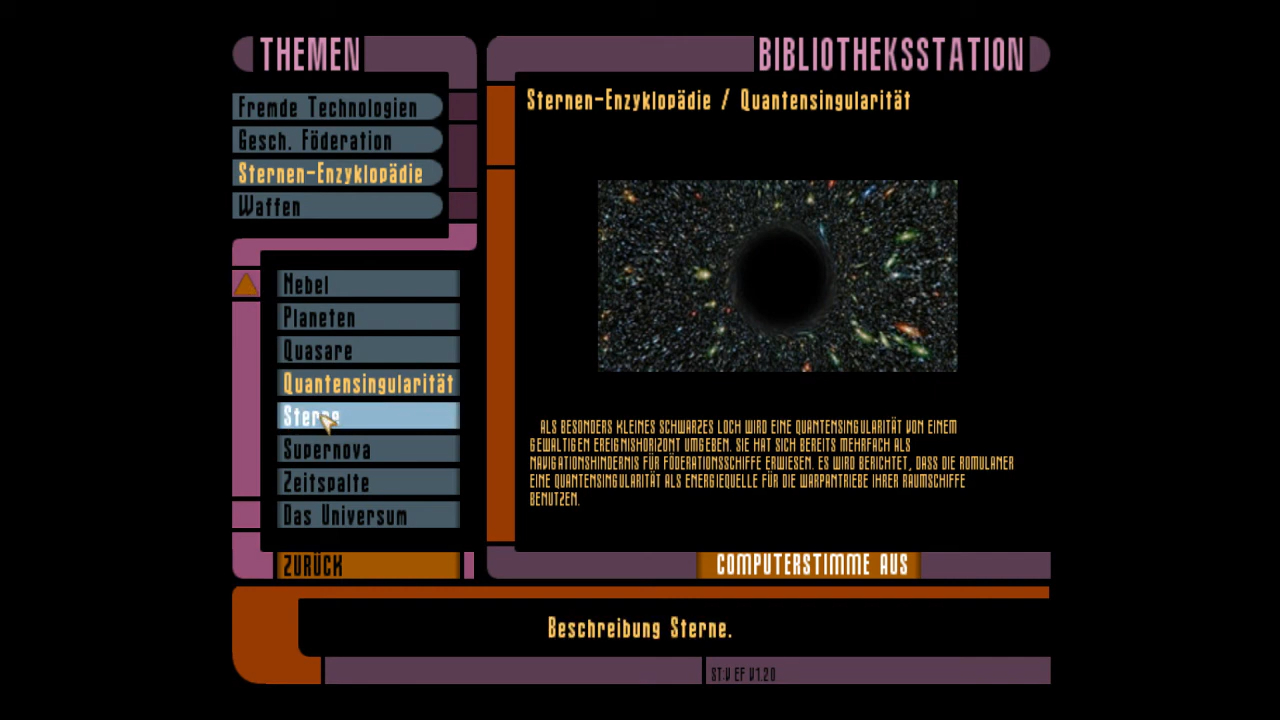 THEMEN
BIBLIOTHEKSSTATION
Fremde Technologien
Gesch. Föderation
Sternen-Enzyklopädie
Waffen
Nebel
Planeten
Quasare
Quantensingularität
Sterne
Supernova
Zeitspalte
Das Universum
ZURÜCK
Sternen-Enzyklopädie / Quantensingularität
ALS BESONDERS KLEINES SCHWARZES LOCH WIRD EINE QUANTENSINGULARITÄT VON EINEM
GEWALTIGEN EREIGNISHORIZONT UMGEBEN. SIE HAT SICH BEREITS MEHRFACH ALS
NAVIGATIONSHINDERNIS FÜR FÖDERATIONSSCHIFFE ERWIESEN. ES WIRD BERICHTET, DASS DIE ROMULANER
EINE QUANTENSINGULARITÄT ALS ENERGIEQUELLE FÜR DIE WARPANTRIEBE IHRER RAUMSCHIFFE
BENUTZEN.
COMPUTERSTIMME AUS
Beschreibung Sterne.
ST:V EF V1.20